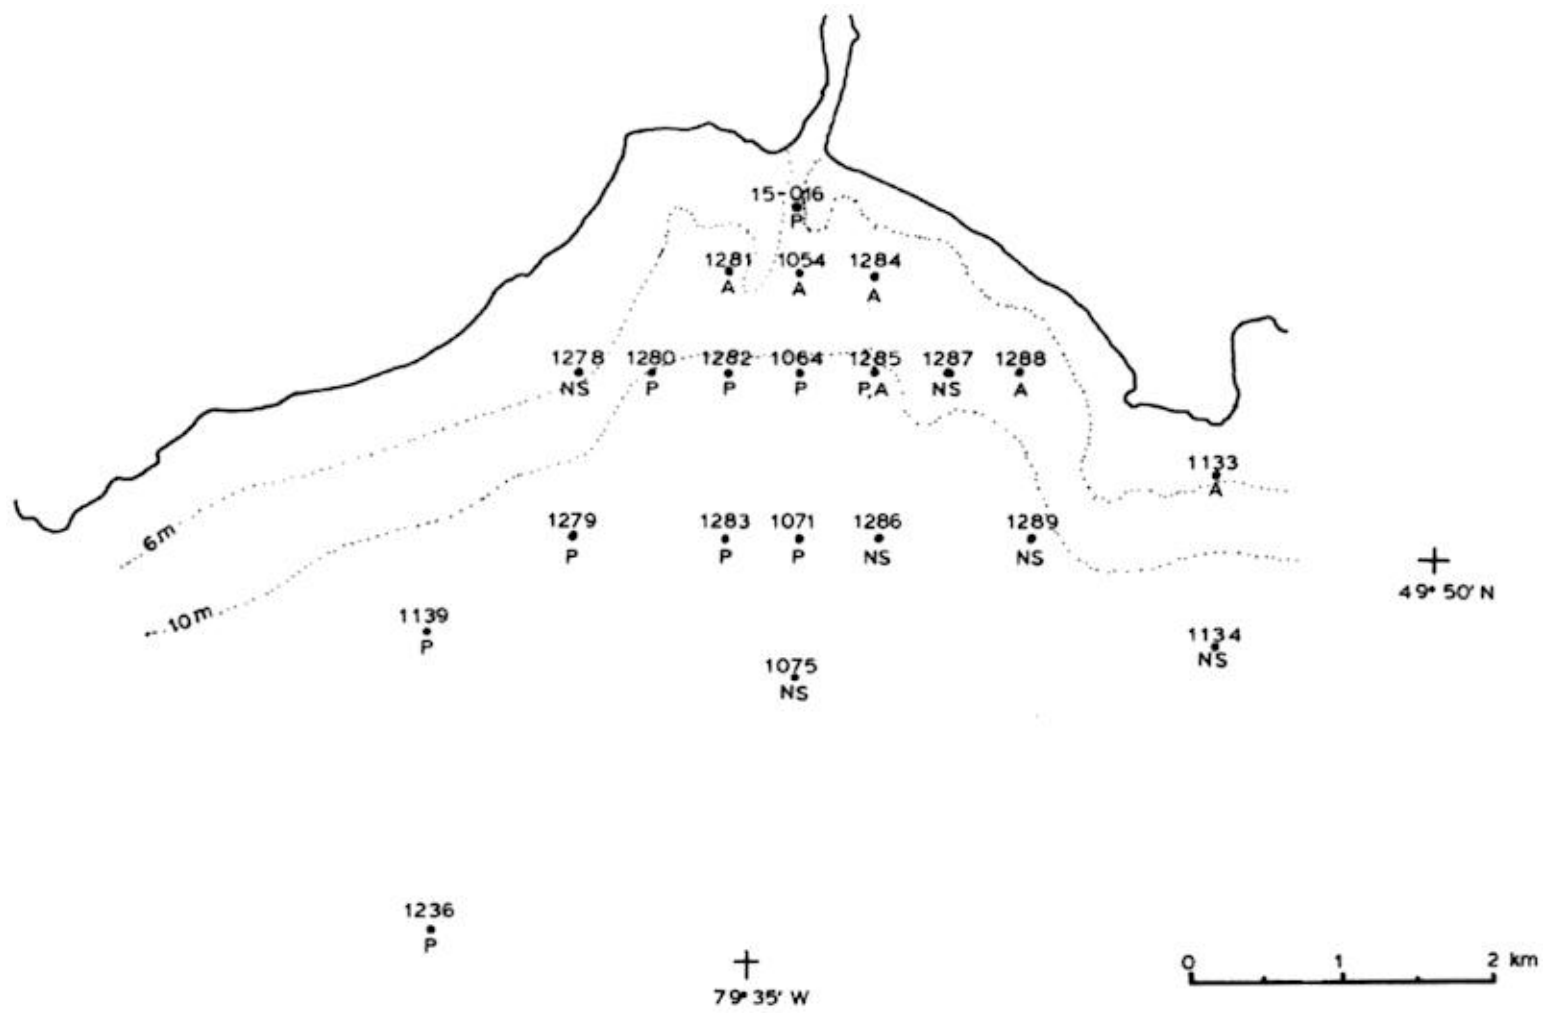 15-016
P
1281 1054 1284
A A A
1278 1280 1282 1064 1285 1287 1288
NS P P P P,A NS A
1133
A
1279 1283 1071 1286 1289
P P P NS NS
6m
49° 50' N
10m
1139
P
1134
NS
1075
NS
1236
P
0 1 2 km
79° 35' W